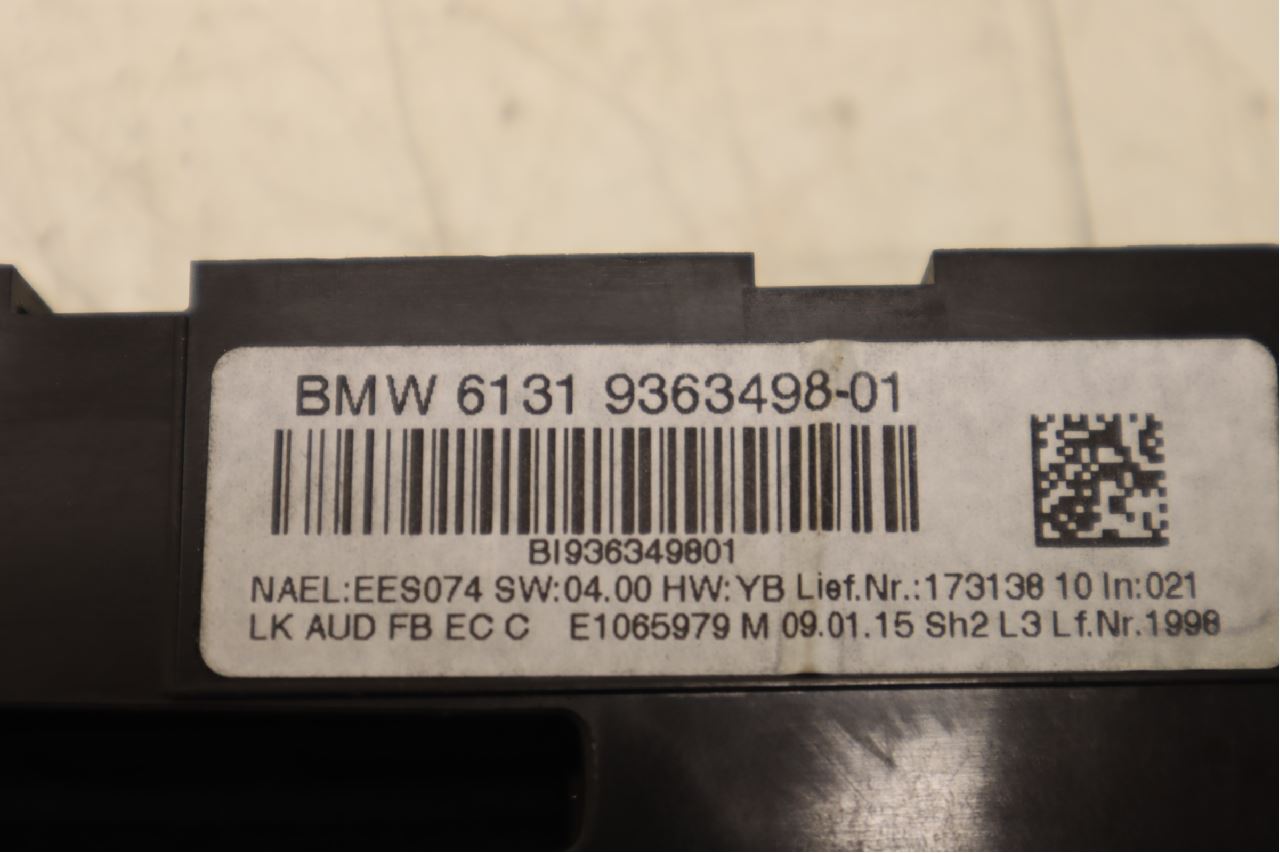 BMW 6131 9363498-01
BI936349801
NAEL:EES074 SW:04.00 HW:YB Lief.Nr.:173138 10 In:021
LK AUD FB EC C E1065979 M 09.01.15 Sh2 L3 Lf.Nr.1998